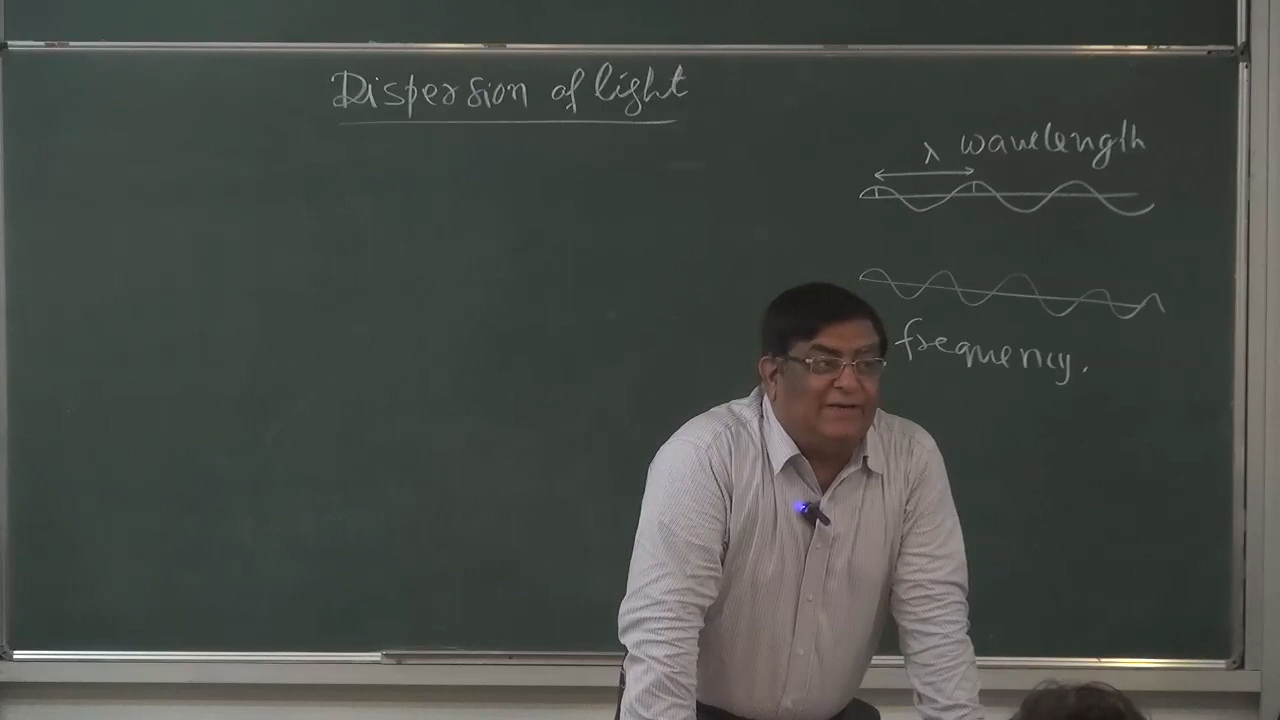 Dispersion of light
λ wavelength
frequency.